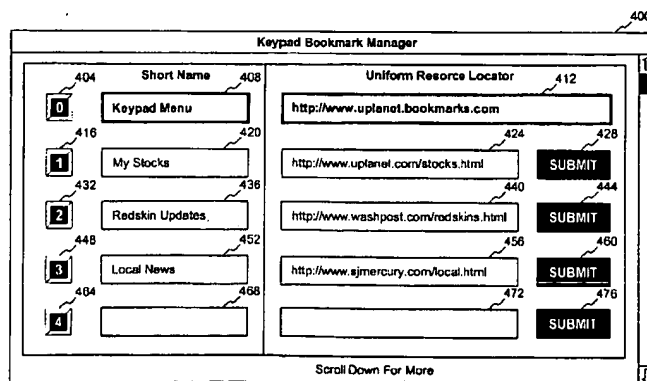 400
Keypad Bookmark Manager
Short Name Uniform Resorce Locator
404 408 412
0 Keypad Menu http://www.uplanet.bookmarks.com
416 420 424 428
1 My Stocks http://www.uplanet.com/stocks.html SUBMIT
432 436 440 444
2 Redskin Updates http://www.washpost.com/redskins.html SUBMIT
448 452 456 460
3 Local News http://www.sjmercury.com/local.html SUBMIT
464 468 472 476
4 SUBMIT
Scroll Down For More